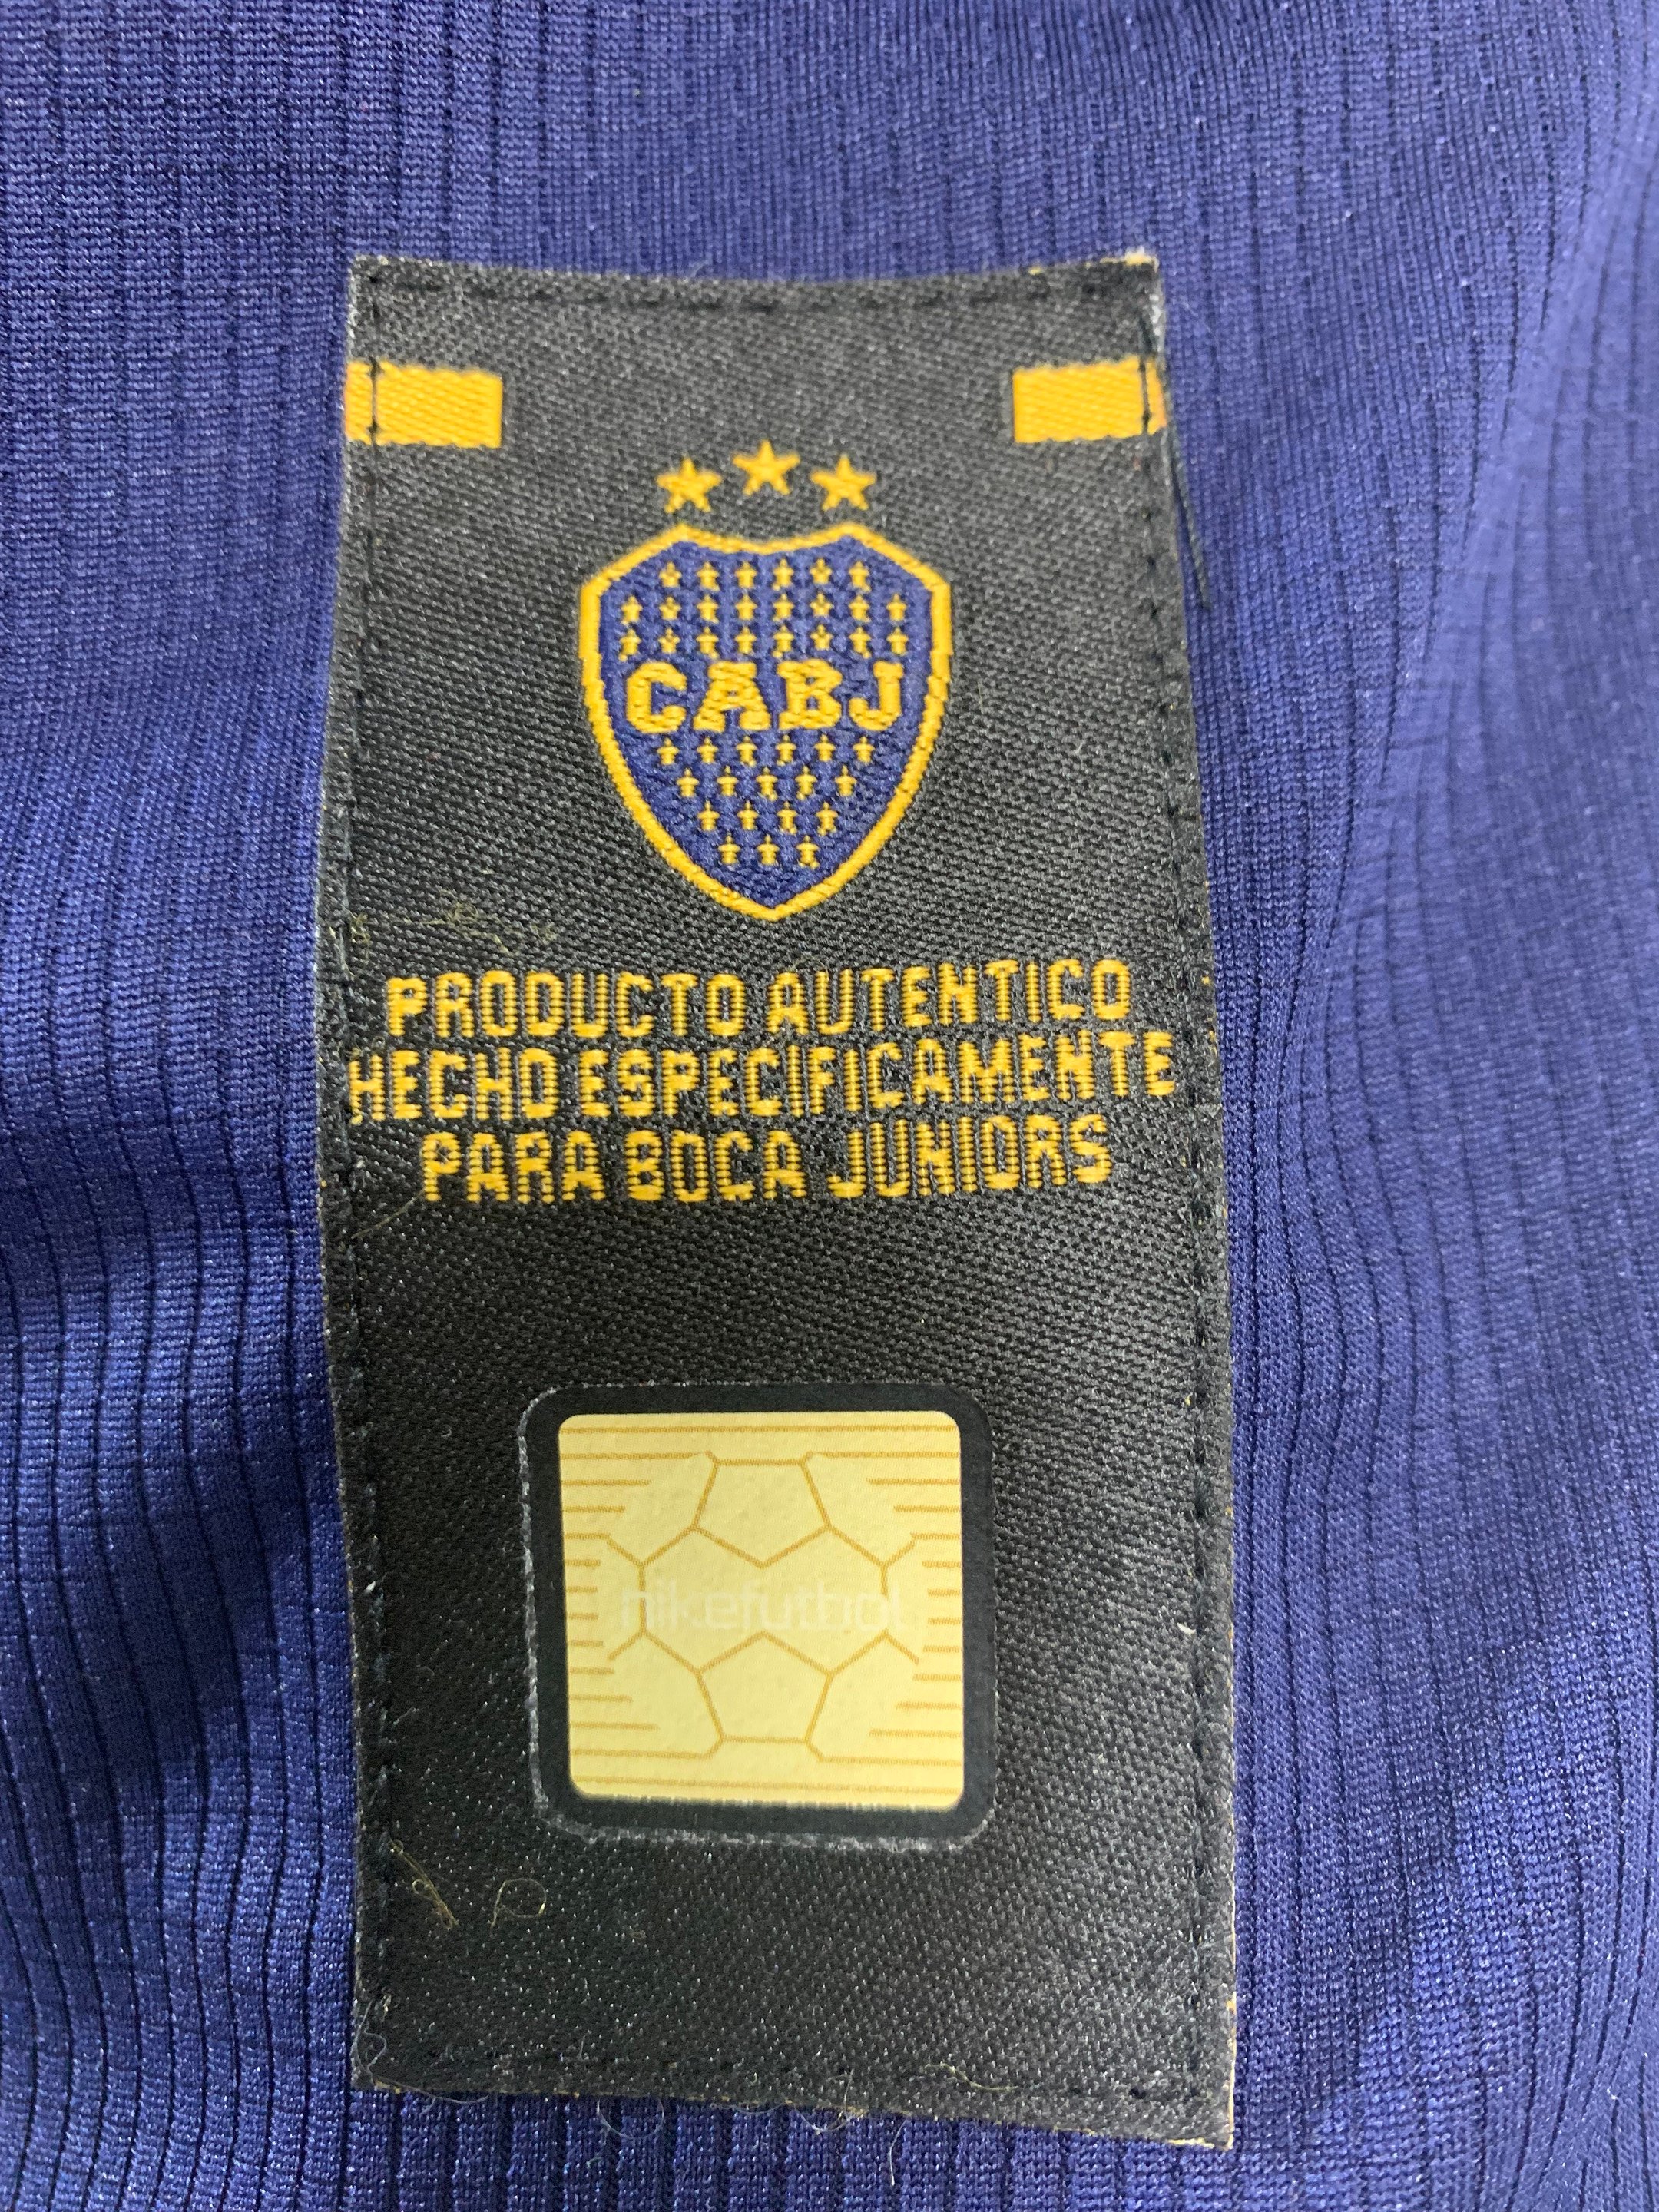 CABJ
PRODUCTO AUTENTICO
HECHO ESPECIFICAMENTE
PARA BOCA JUNIORS
nikefutbol